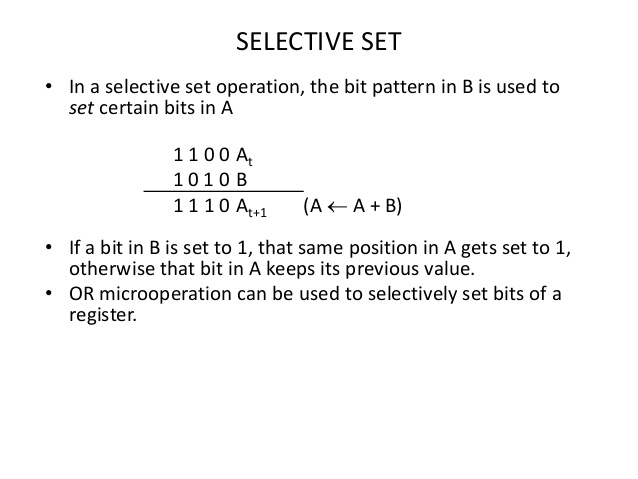 SELECTIVE SET
• In a selective set operation, the bit pattern in B is used to
set certain bits in A
1 1 0 0 At
1 0 1 0 B
1 1 1 0 At+1 (A ← A + B)
• If a bit in B is set to 1, that same position in A gets set to 1,
otherwise that bit in A keeps its previous value.
• OR microoperation can be used to selectively set bits of a
register.